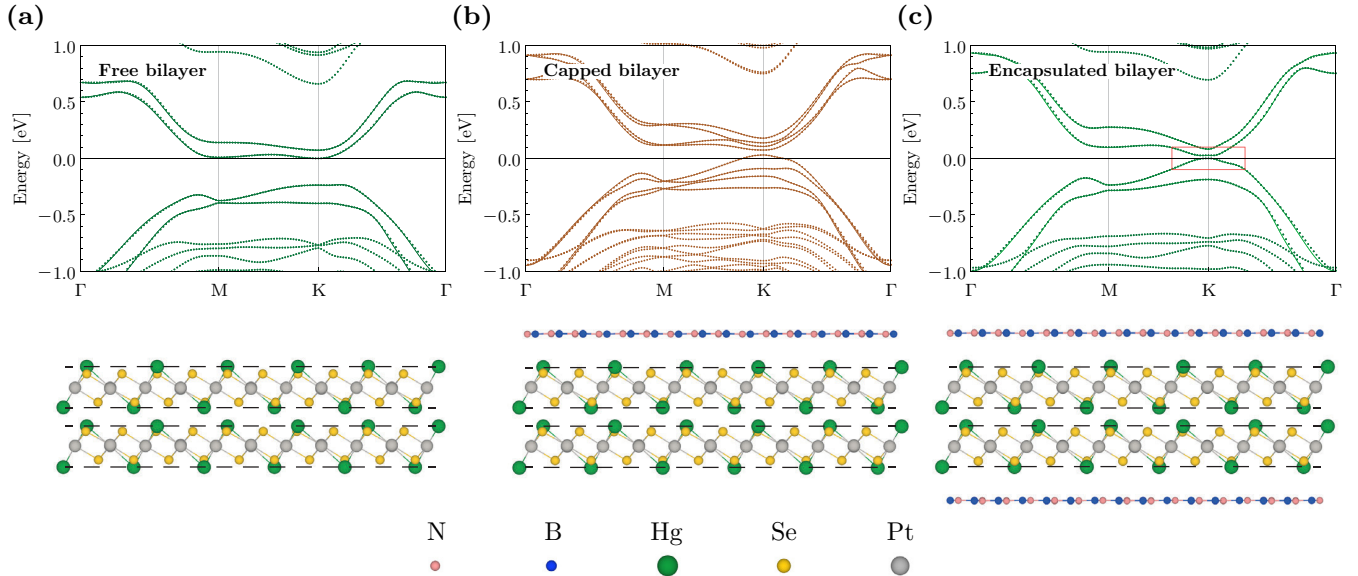 (a)
Free bilayer
Energy [eV]
1.0
0.5
0.0
−0.5
−1.0
Γ
M
K
Γ
(b)
Capped bilayer
Energy [eV]
1.0
0.5
0.0
−0.5
−1.0
Γ
M
K
Γ
(c)
Encapsulated bilayer
Energy [eV]
1.0
0.5
0.0
−0.5
−1.0
Γ
M
K
Γ
N B Hg Se Pt